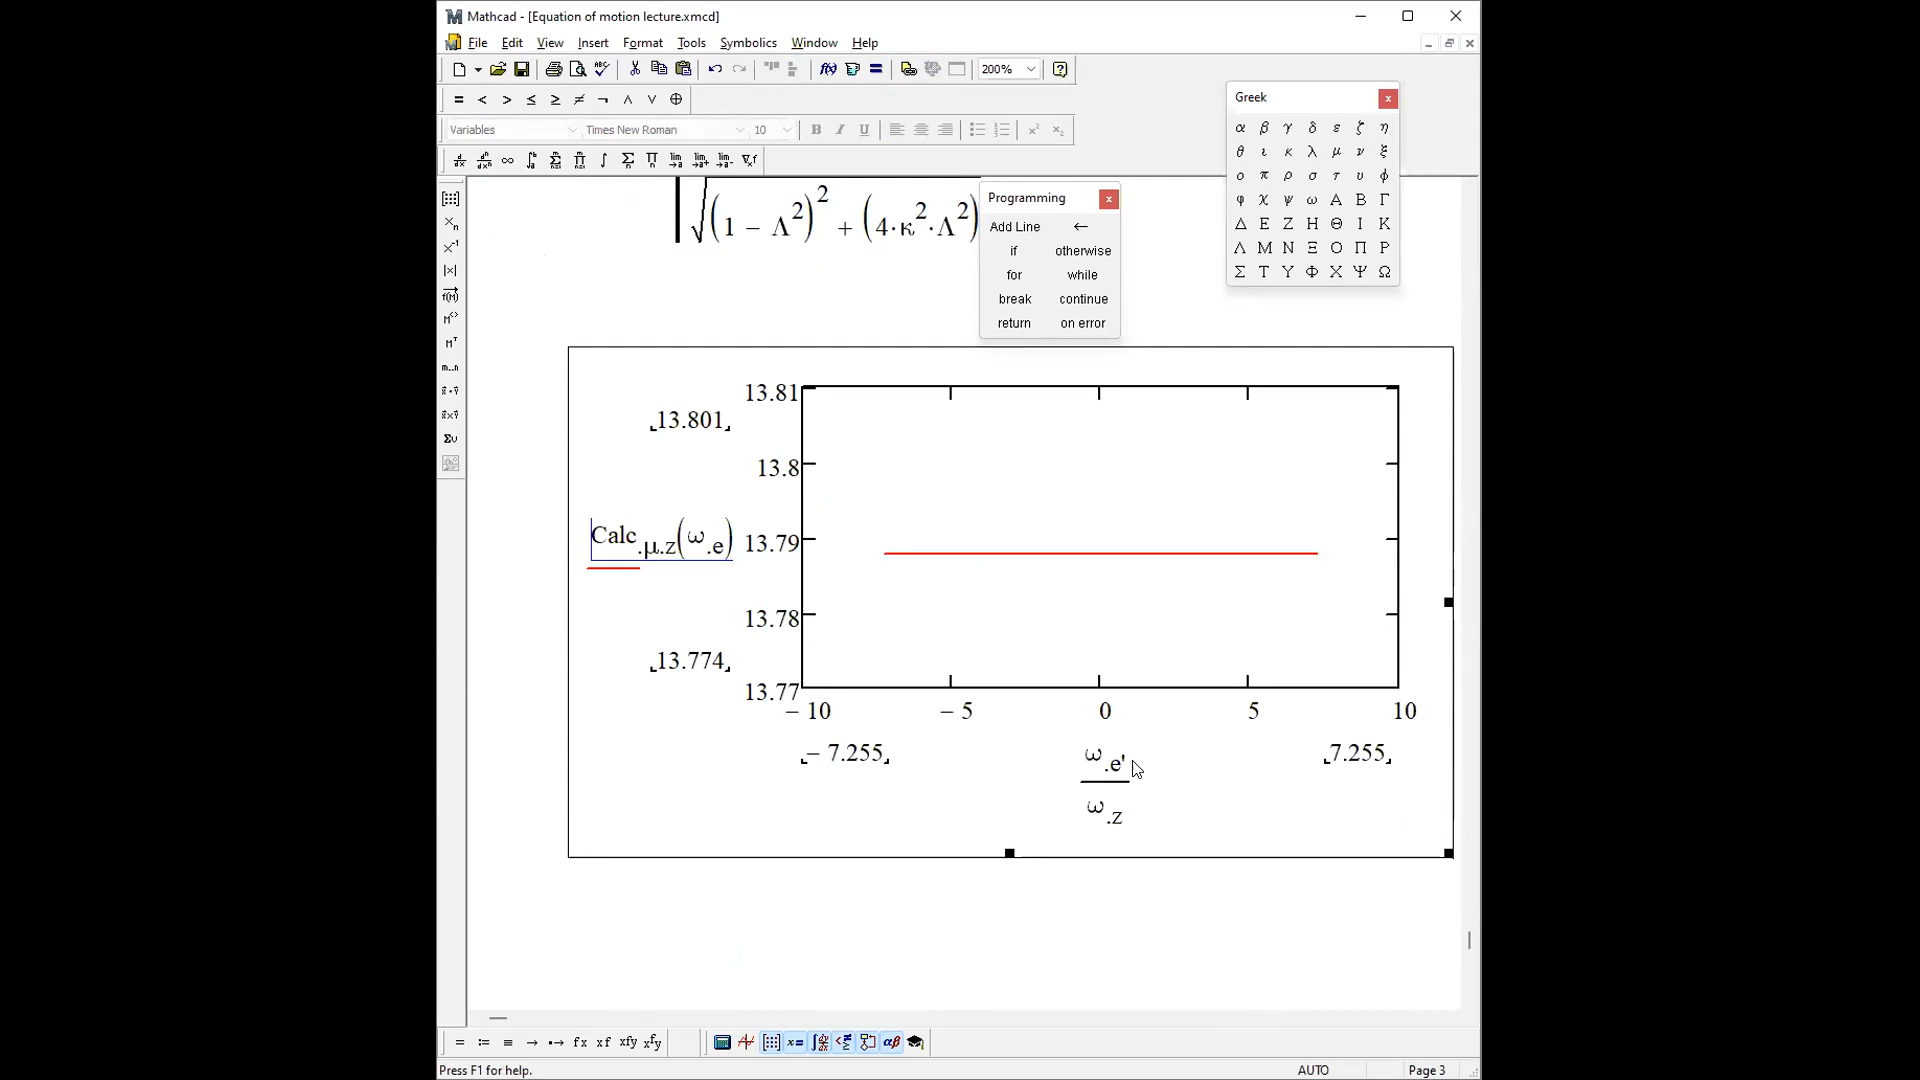 Mathcad - [Equation of motion lecture.xmcd]
File Edit View Insert Format Tools Symbolics Window Help
200%
= < > ≤ ≥ ≠ ¬ ∧ ∨ ⊕
Variables Times New Roman 10 B I U
Greek
α β γ δ ε ζ η
θ ι κ λ μ ν ξ
ο π ρ σ τ υ ϕ
φ χ ψ ω Α Β Γ
Δ Ε Ζ Η Θ Ι Κ
Λ Μ Ν Ξ Ο Π Ρ
Σ Τ Υ Φ Χ Ψ Ω
√(1 − Λ²)² + (4·κ²·Λ²)
Programming
Add Line ←
if otherwise
for while
break continue
return on error
13.81
13.801
13.8
Calc.μ.z(ω.e)
13.79
13.78
13.774
13.77
− 10 − 5 0 5 10
− 7.255 7.255
ω.e'
ω.z
Press F1 for help. AUTO Page 3